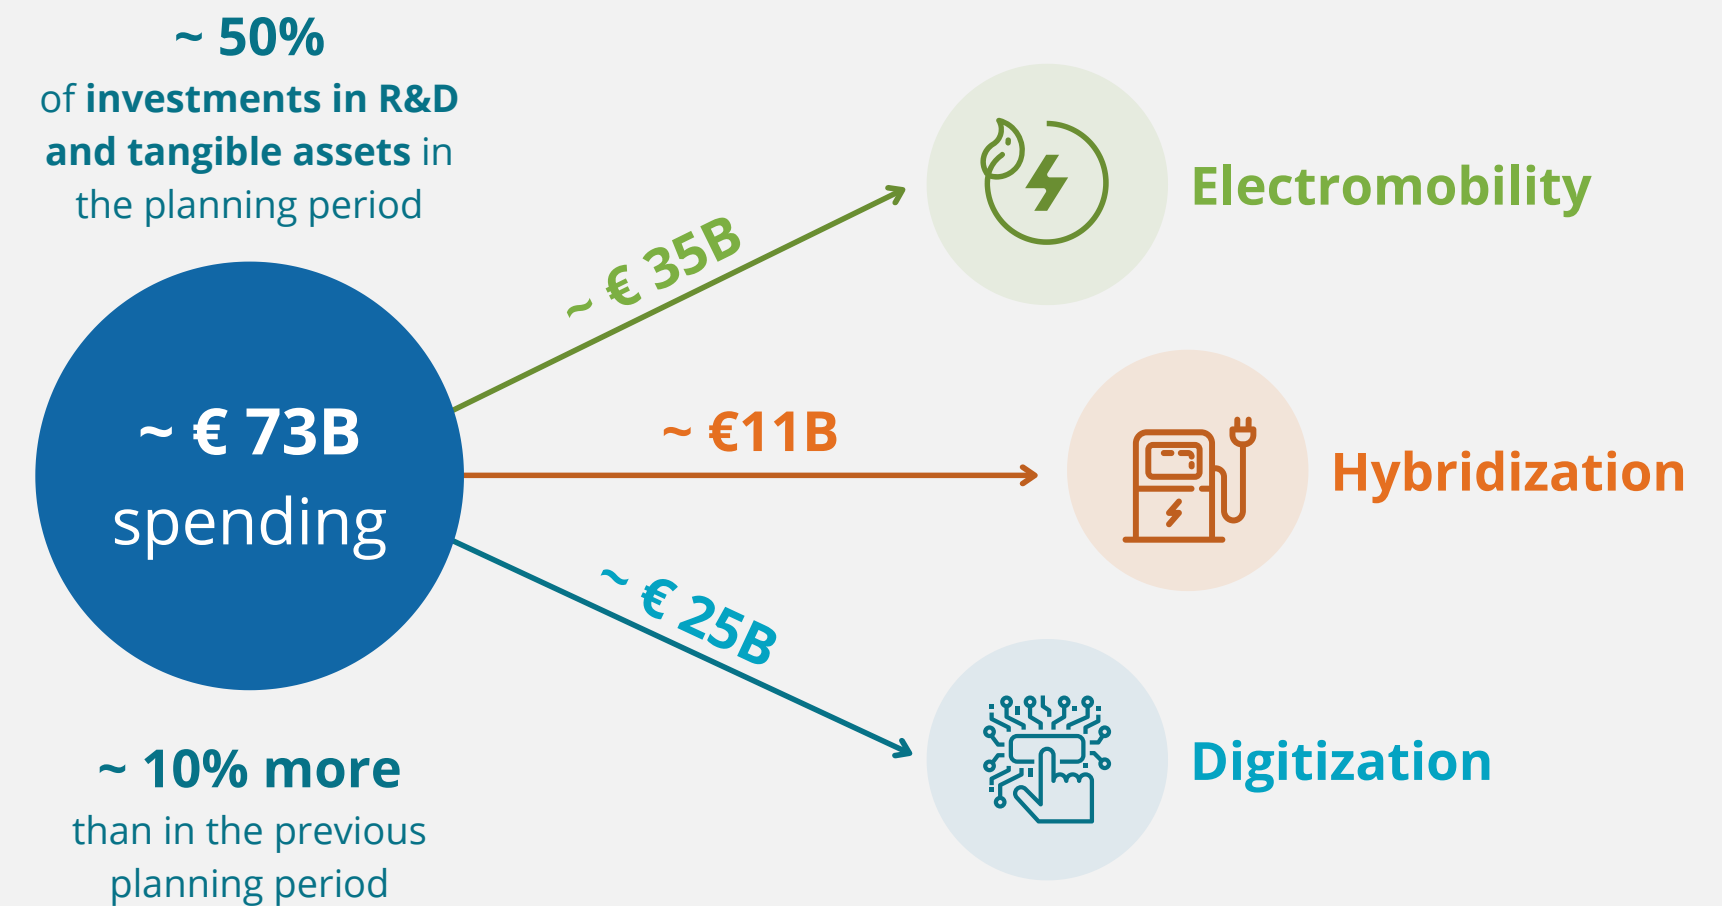 ~ 50%
of investments in R&D
and tangible assets in
the planning period
~ € 73B
spending
~ 10% more
than in the previous
planning period
~ € 35B
Electromobility
~ €11B
Hybridization
~ € 25B
Digitization